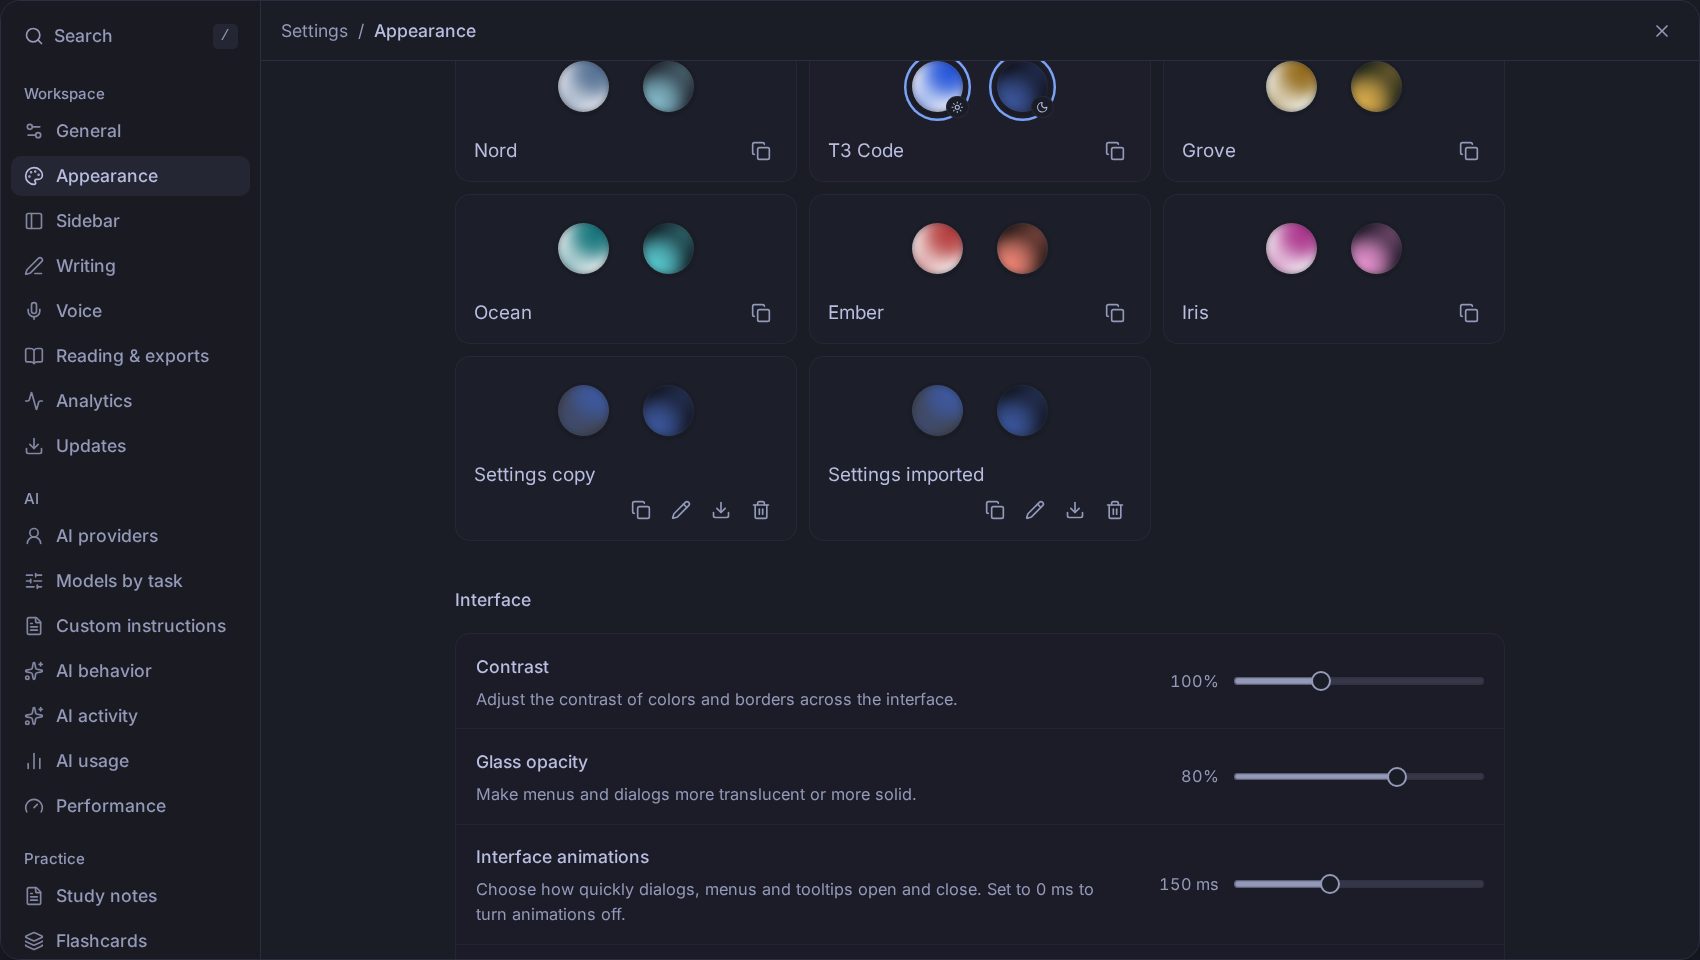 Search /
Settings / Appearance
Workspace
General
Appearance
Sidebar
Writing
Voice
Reading & exports
Analytics
Updates
AI
AI providers
Models by task
Custom instructions
AI behavior
AI activity
AI usage
Performance
Practice
Study notes
Flashcards
Nord
T3 Code
Grove
Ocean
Ember
Iris
Settings copy
Settings imported
Interface
Contrast
Adjust the contrast of colors and borders across the interface.
100%
Glass opacity
Make menus and dialogs more translucent or more solid.
80%
Interface animations
Choose how quickly dialogs, menus and tooltips open and close. Set to 0 ms to
turn animations off.
150 ms